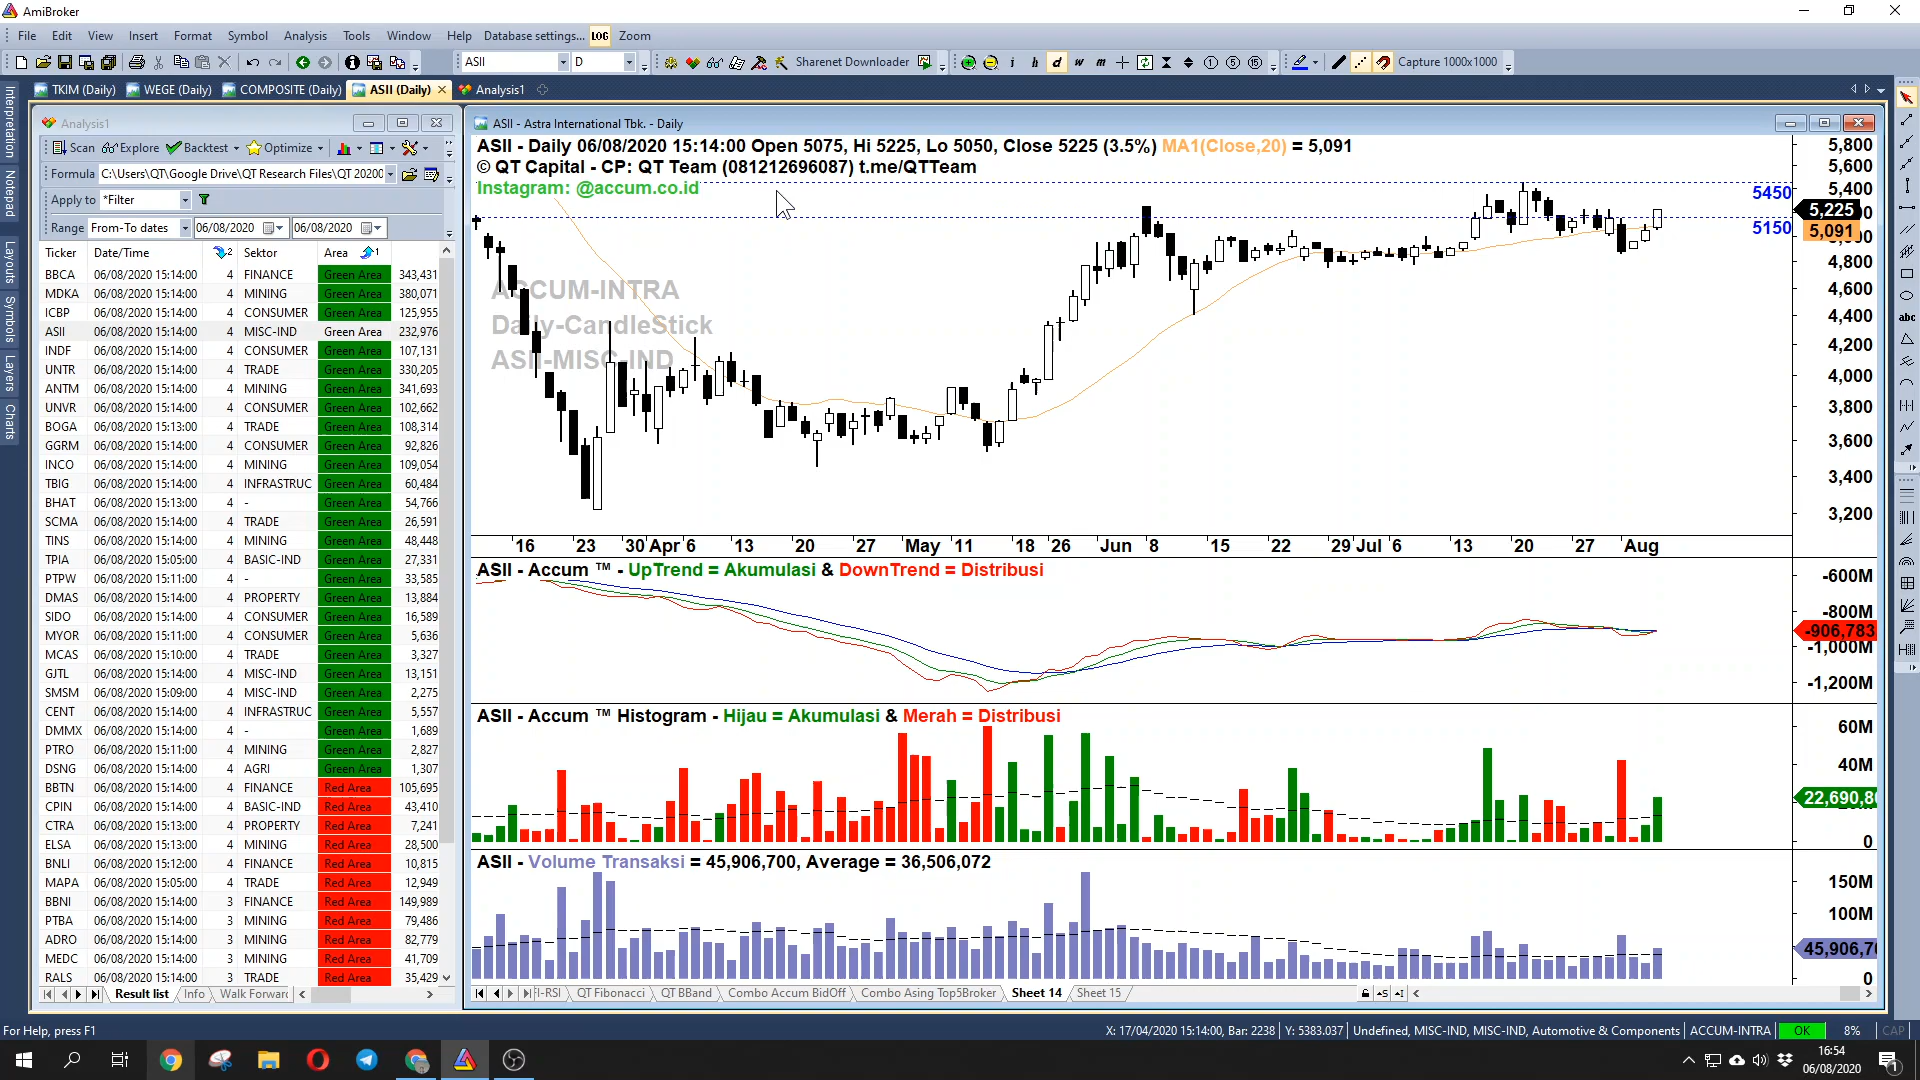 AmiBroker
File Edit View Insert Format Symbol Analysis Tools Window Help Database settings... LOG Zoom
ASII D Sharenet Downloader i h d w m Capture 1000x1000
TKIM (Daily) WEGE (Daily) COMPOSITE (Daily) ASII (Daily) Analysis1
Interpretation
Notepad
Layouts
Symbols
Layers
Charts
Analysis1
Scan Explore Backtest Optimize
Formula C:\Users\QT\Google Drive\QT Research Files\QT 20200
Apply to *Filter
Range From-To dates 06/08/2020 06/08/2020
Ticker Date/Time 2 Sektor Area 1
BBCA 06/08/2020 15:14:00 4 FINANCE Green Area 343,431
MDKA 06/08/2020 15:14:00 4 MINING Green Area 380,071
ICBP 06/08/2020 15:14:00 4 CONSUMER Green Area 125,955
ASII 06/08/2020 15:14:00 4 MISC-IND Green Area 232,976
INDF 06/08/2020 15:14:00 4 CONSUMER Green Area 107,131
UNTR 06/08/2020 15:14:00 4 TRADE Green Area 330,205
ANTM 06/08/2020 15:14:00 4 MINING Green Area 341,693
UNVR 06/08/2020 15:14:00 4 CONSUMER Green Area 102,662
BOGA 06/08/2020 15:13:00 4 TRADE Green Area 108,314
GGRM 06/08/2020 15:14:00 4 CONSUMER Green Area 92,826
INCO 06/08/2020 15:14:00 4 MINING Green Area 109,054
TBIG 06/08/2020 15:14:00 4 INFRASTRUC Green Area 60,484
BHAT 06/08/2020 15:13:00 4 - Green Area 54,766
SCMA 06/08/2020 15:14:00 4 TRADE Green Area 26,591
TINS 06/08/2020 15:14:00 4 MINING Green Area 48,448
TPIA 06/08/2020 15:05:00 4 BASIC-IND Green Area 27,331
PTPW 06/08/2020 15:11:00 4 - Green Area 33,585
DMAS 06/08/2020 15:14:00 4 PROPERTY Green Area 13,884
SIDO 06/08/2020 15:14:00 4 CONSUMER Green Area 16,589
MYOR 06/08/2020 15:11:00 4 CONSUMER Green Area 5,636
MCAS 06/08/2020 15:10:00 4 TRADE Green Area 3,327
GJTL 06/08/2020 15:14:00 4 MISC-IND Green Area 13,151
SMSM 06/08/2020 15:09:00 4 MISC-IND Green Area 2,275
CENT 06/08/2020 15:14:00 4 INFRASTRUC Green Area 5,557
DMMX 06/08/2020 15:14:00 4 - Green Area 1,689
PTRO 06/08/2020 15:11:00 4 MINING Green Area 2,827
DSNG 06/08/2020 15:14:00 4 AGRI Green Area 1,307
BBTN 06/08/2020 15:14:00 4 FINANCE Red Area 105,695
CPIN 06/08/2020 15:14:00 4 BASIC-IND Red Area 43,410
CTRA 06/08/2020 15:13:00 4 PROPERTY Red Area 7,241
ELSA 06/08/2020 15:13:00 4 MINING Red Area 28,500
BNLI 06/08/2020 15:12:00 4 FINANCE Red Area 10,815
MAPA 06/08/2020 15:05:00 4 TRADE Red Area 12,949
BBNI 06/08/2020 15:14:00 3 FINANCE Red Area 149,989
PTBA 06/08/2020 15:14:00 3 MINING Red Area 79,486
ADRO 06/08/2020 15:14:00 3 MINING Red Area 82,779
MEDC 06/08/2020 15:14:00 3 MINING Red Area 41,709
RALS 06/08/2020 15:14:00 3 TRADE Red Area 35,429
Result list Info Walk Forward
ASII - Astra International Tbk. - Daily
ASII - Daily 06/08/2020 15:14:00 Open 5075, Hi 5225, Lo 5050, Close 5225 (3.5%) MA1(Close,20) = 5,091
© QT Capital - CP: QT Team (081212696087) t.me/QTTeam
Instagram: @accum.co.id
ACCUM-INTRA
Daily-CandleStick
ASII-MISC-IND
5450
5150
5,800
5,600
5,400
5,225
5,091
4,800
4,600
4,400
4,200
4,000
3,800
3,600
3,400
3,200
16 23 30 Apr 6 13 20 27 May 11 18 26 Jun 8 15 22 29 Jul 6 13 20 27 Aug
ASII - Accum ™ - UpTrend = Akumulasi & DownTrend = Distribusi
-600M
-800M
-906,783
-1,000M
-1,200M
ASII - Accum ™ Histogram - Hijau = Akumulasi & Merah = Distribusi
60M
40M
22,690,8
0
ASII - Volume Transaksi = 45,906,700, Average = 36,506,072
150M
100M
45,906,7
0
FI-RSI QT Fibonacci QT BBand Combo Accum BidOff Combo Asing Top5Broker Sheet 14 Sheet 15
abc
For Help, press F1
X: 17/04/2020 15:14:00, Bar: 2238 Y: 5383.037 Undefined, MISC-IND, MISC-IND, Automotive & Components ACCUM-INTRA OK 8% CAP
16:54
06/08/2020
1